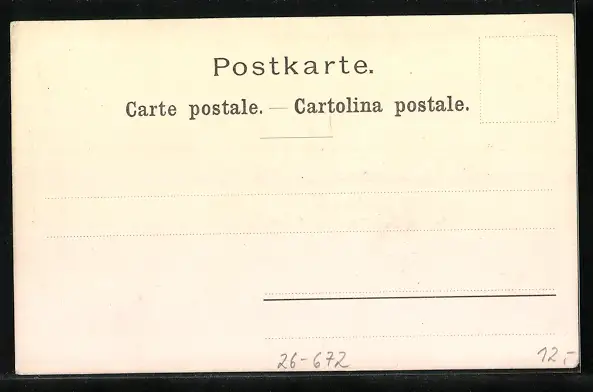 Postkarte.
Carte postale. — Cartolina postale.
26-672 12,-